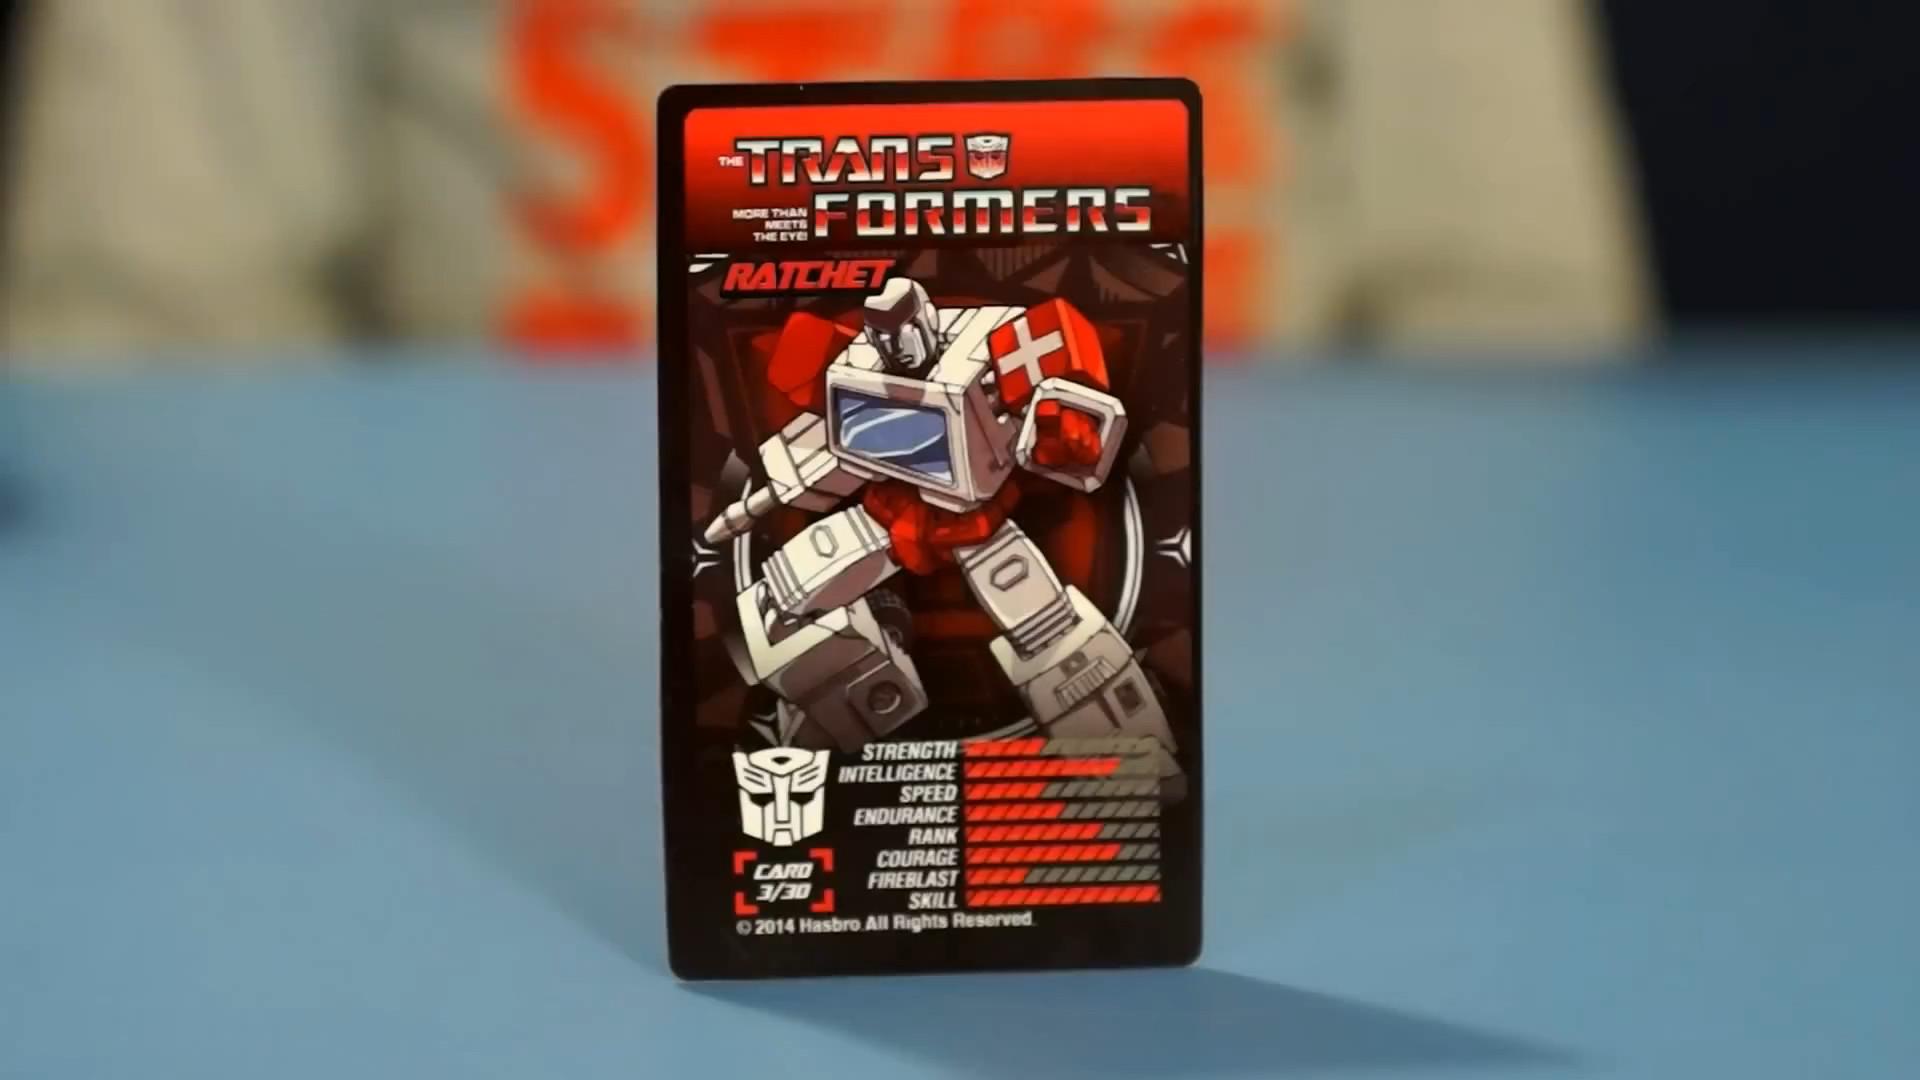 THE TRANS
FORMERS
MORE THAN
MEETS
THE EYE!
RATCHET
STRENGTH
INTELLIGENCE
SPEED
ENDURANCE
RANK
COURAGE
FIREBLAST
SKILL
CARD
3/30
© 2014 Hasbro. All Rights Reserved.